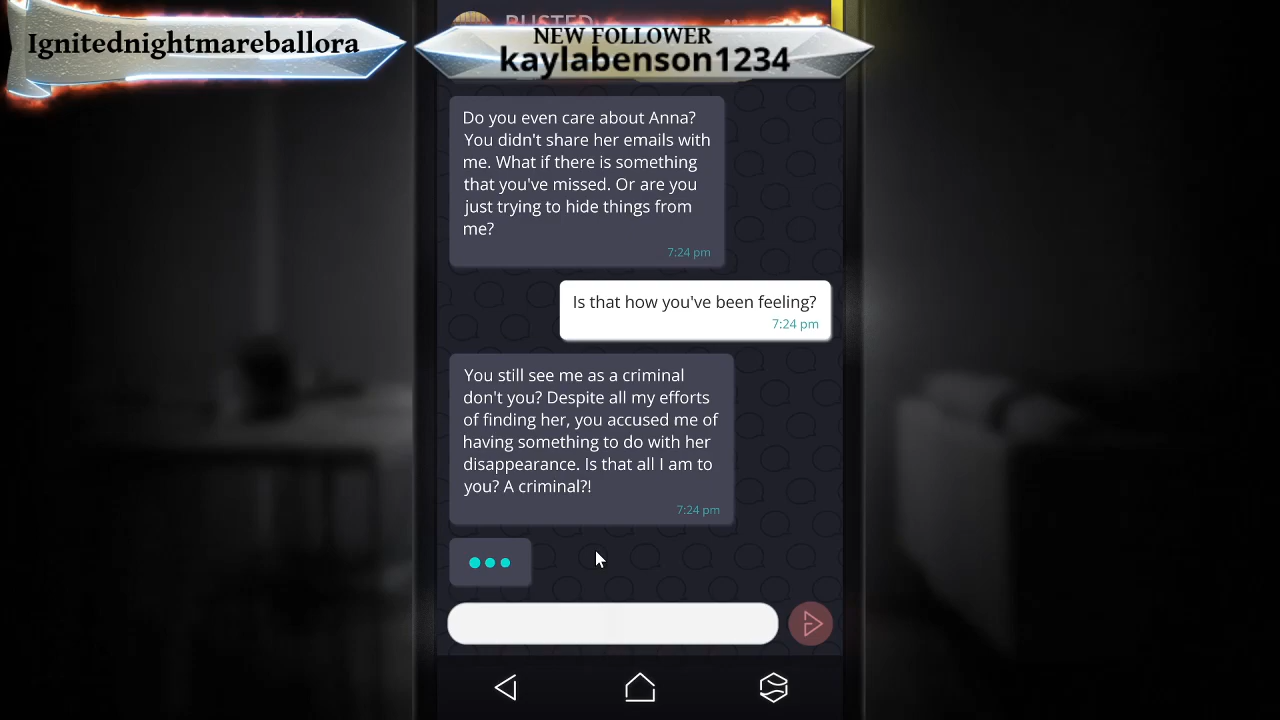 Ignitednightmareballora
BUSTED
NEW FOLLOWER
kaylabenson1234
Do you even care about Anna?
You didn't share her emails with
me. What if there is something
that you've missed. Or are you
just trying to hide things from
me?
7:24 pm
Is that how you've been feeling?
7:24 pm
You still see me as a criminal
don't you? Despite all my efforts
of finding her, you accused me of
having something to do with her
disappearance. Is that all I am to
you? A criminal?!
7:24 pm